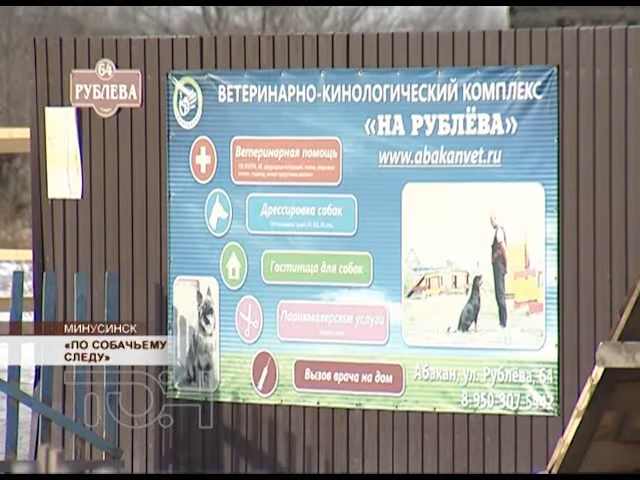 64
РУБЛЕВА
ВЕТЕРИНАРНО-КИНОЛОГИЧЕСКИЙ КОМПЛЕКС
«НА РУБЛЁВА»
www.abakanvet.ru
Ветеринарная помощь
Дрессировка собак
Гостиница для собак
Парикмахерские услуги
Вызов врача на дом
Абакан, ул. Рублёва, 64
МИНУСИНСК
«ПО СОБАЧЬЕМУ
СЛЕДУ»